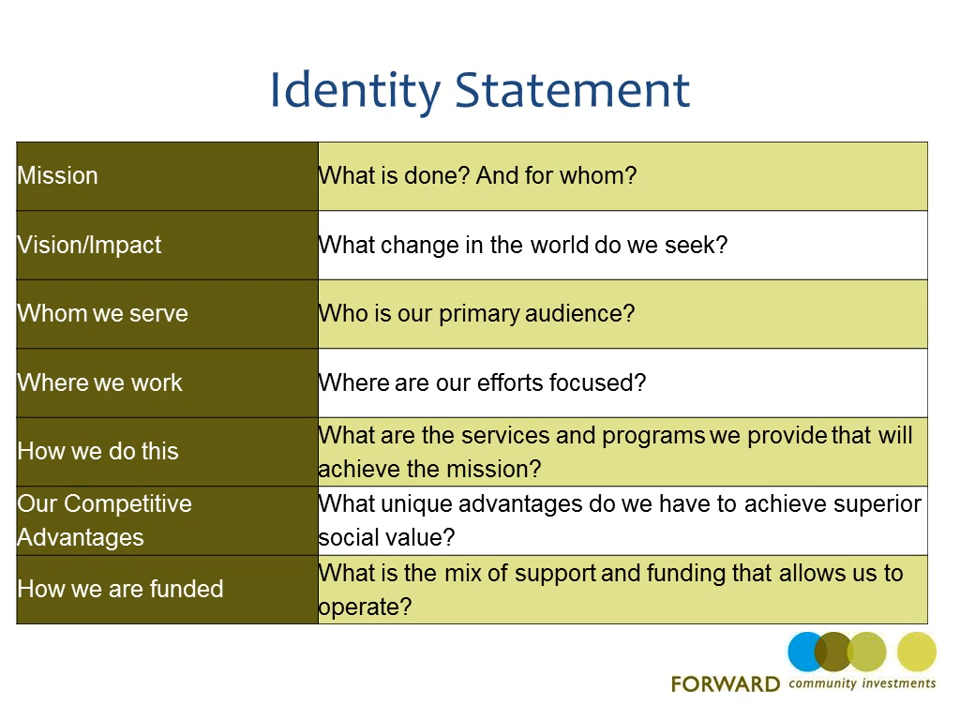 Identity Statement
Mission
What is done? And for whom?
Vision/Impact
What change in the world do we seek?
Whom we serve
Who is our primary audience?
Where we work
Where are our efforts focused?
How we do this
What are the services and programs we provide that will
achieve the mission?
Our Competitive
Advantages
What unique advantages do we have to achieve superior
social value?
How we are funded
What is the mix of support and funding that allows us to
operate?
FORWARD community investments